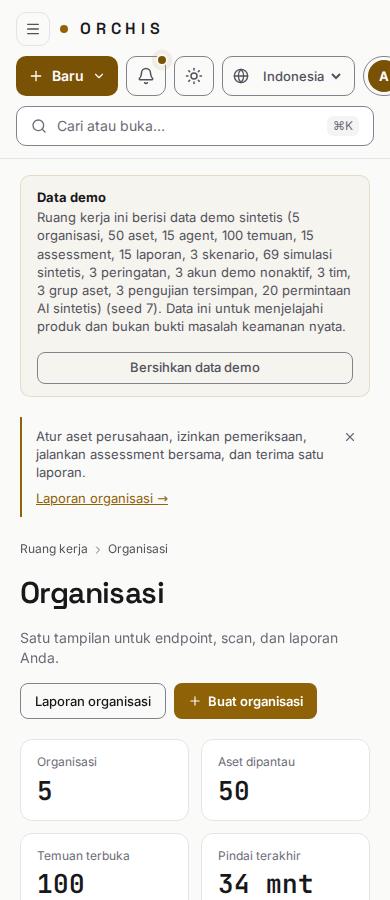 ORCHIS
Baru
Indonesia
A
Cari atau buka...
⌘K
Data demo
Ruang kerja ini berisi data demo sintetis (5
organisasi, 50 aset, 15 agent, 100 temuan, 15
assessment, 15 laporan, 3 skenario, 69 simulasi
sintetis, 3 peringatan, 3 akun demo nonaktif, 3 tim,
3 grup aset, 3 pengujian tersimpan, 20 permintaan
AI sintetis) (seed 7). Data ini untuk menjelajahi
produk dan bukan bukti masalah keamanan nyata.
Bersihkan data demo
Atur aset perusahaan, izinkan pemeriksaan,
jalankan assessment bersama, dan terima satu
laporan.
Laporan organisasi →
Ruang kerja > Organisasi
Organisasi
Satu tampilan untuk endpoint, scan, dan laporan
Anda.
Laporan organisasi
+ Buat organisasi
Organisasi
5
Aset dipantau
50
Temuan terbuka
100
Pindai terakhir
34 mnt